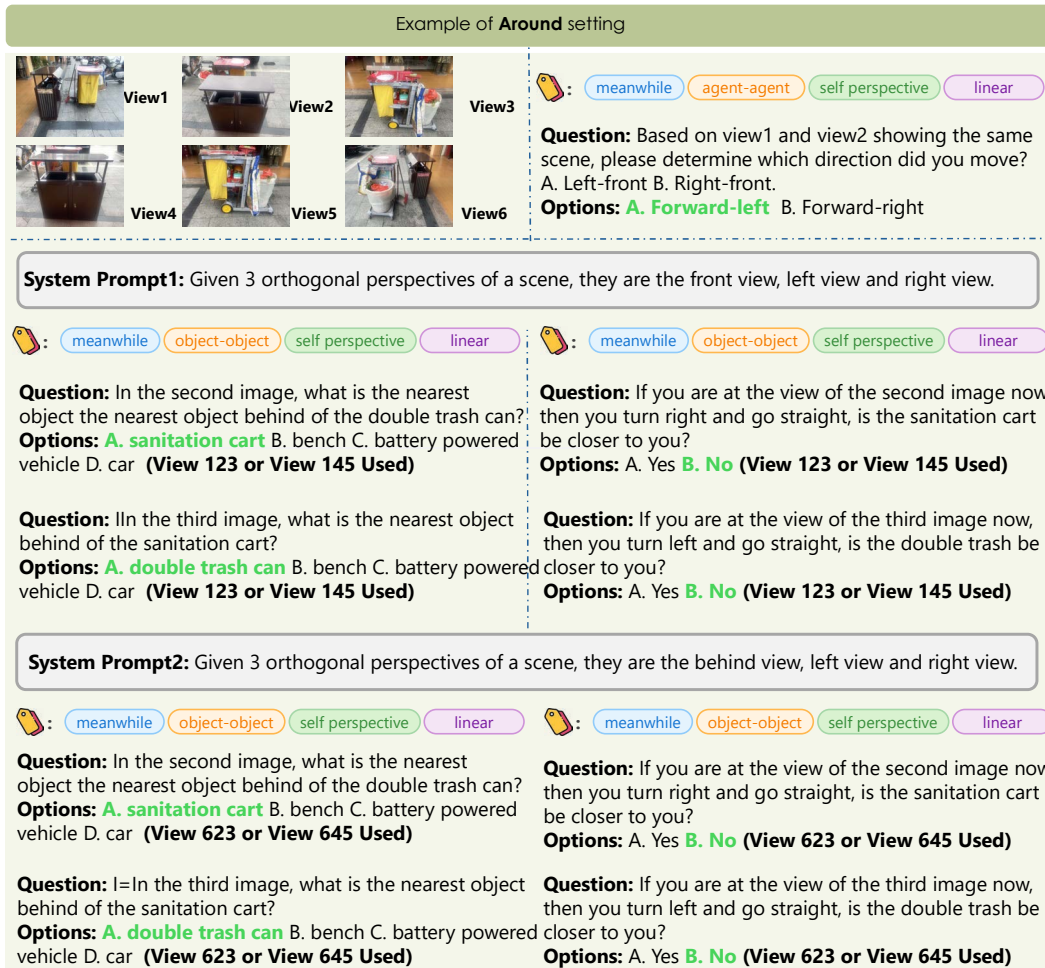 Example of Around setting
View1
View2
View3
View4
View5
View6
: meanwhile agent-agent self perspective linear
Question: Based on view1 and view2 showing the same
scene, please determine which direction did you move?
A. Left-front B. Right-front.
Options: A. Forward-left B. Forward-right
System Prompt1: Given 3 orthogonal perspectives of a scene, they are the front view, left view and right view.
: meanwhile object-object self perspective linear
Question: In the second image, what is the nearest
object the nearest object behind of the double trash can?
Options: A. sanitation cart B. bench C. battery powered
vehicle D. car (View 123 or View 145 Used)
Question: IIn the third image, what is the nearest object
behind of the sanitation cart?
Options: A. double trash can B. bench C. battery powered
vehicle D. car (View 123 or View 145 Used)
: meanwhile object-object self perspective linear
Question: If you are at the view of the second image now
then you turn right and go straight, is the sanitation cart
be closer to you?
Options: A. Yes B. No (View 123 or View 145 Used)
Question: If you are at the view of the third image now,
then you turn left and go straight, is the double trash be
closer to you?
Options: A. Yes B. No (View 123 or View 145 Used)
System Prompt2: Given 3 orthogonal perspectives of a scene, they are the behind view, left view and right view.
: meanwhile object-object self perspective linear
Question: In the second image, what is the nearest
object the nearest object behind of the double trash can?
Options: A. sanitation cart B. bench C. battery powered
vehicle D. car (View 623 or View 645 Used)
Question: I=In the third image, what is the nearest object
behind of the sanitation cart?
Options: A. double trash can B. bench C. battery powered
vehicle D. car (View 623 or View 645 Used)
: meanwhile object-object self perspective linear
Question: If you are at the view of the second image now
then you turn right and go straight, is the sanitation cart
be closer to you?
Options: A. Yes B. No (View 623 or View 645 Used)
Question: If you are at the view of the third image now,
then you turn left and go straight, is the double trash be
closer to you?
Options: A. Yes B. No (View 623 or View 645 Used)